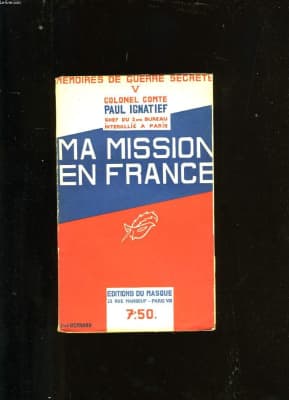 MÉMOIRES DE GUERRE SECRÈTE
V
COLONEL COMTE
PAUL IGNATIEF
CHEF DU 2me BUREAU
INTERALLIÉ A PARIS
MA MISSION
EN FRANCE
EDITIONS DU MASQUE
PARIS VIII
7:50.